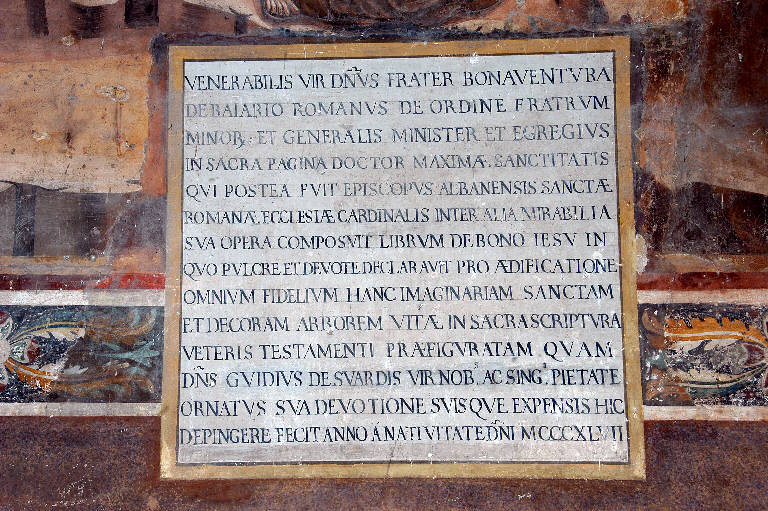 VENERABILIS VIR DN̄VS FRATER BONAVENTVRA
DEBAIARIO ROMANVS DE ORDINE FRATRVM
MINOR: ET GENERALIS MINISTER ET EGREGIVS
IN SACRA PAGINA DOCTOR MAXIMÆ SANCTITATIS
QVI POSTEA FVIT EPISCOPVS ALBANENSIS SANCTÆ
ROMANÆ ECCLESIÆ CARDINALIS INTER ALIA MIRABILIA
SVA OPERA COMPOSVIT LIBRVM DE BONO IESV IN
QVO PVLCRE ET DEVOTE DECLARAVIT PRO ÆDIFICATIONE
OMNIVM FIDELIVM HANC IMAGINARIAM SANCTAM
ET DECORAM ARBOREM VITÆ IN SACRA SCRIPTVRA
VETERIS TESTAMENTI PRÆFIGVRATAM QVAM
DN̄S GVIDIVS DE SVARDIS VIR NOB.ˢ AC SING.ⁱ PIETATE
ORNATVS SVA DEVOTIONE SVISQVE EXPENSIS HIC
DEPINGERE FECIT ANNO A NATIVITATE DN̄I MCCCXLVII